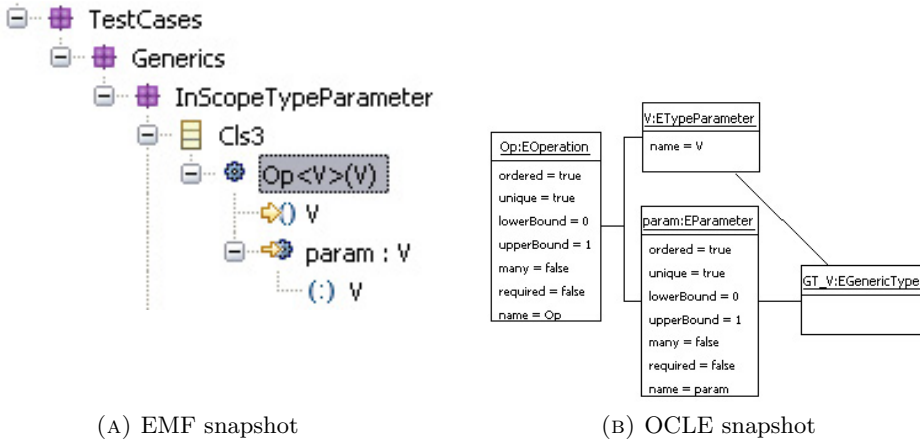 TestCases
Generics
InScopeTypeParameter
Cls3
Op<V>(V)
V
param : V
V
Op:EOperation
ordered = true
unique = true
lowerBound = 0
upperBound = 1
many = false
required = false
name = Op
V:ETypeParameter
name = V
param:EParameter
ordered = true
unique = true
lowerBound = 0
upperBound = 1
many = false
required = false
name = param
GT_V:EGenericType
(A) EMF snapshot
(B) OCLE snapshot